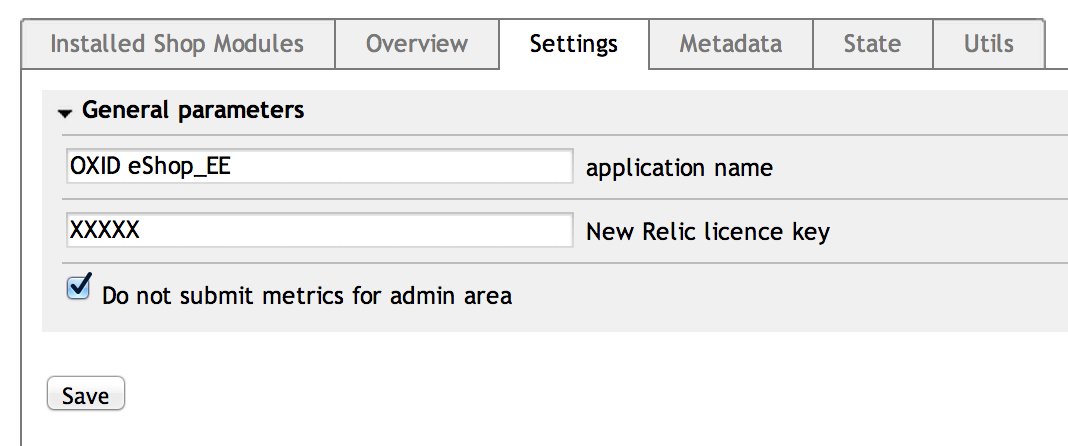 Installed Shop Modules Overview Settings Metadata State Utils
General parameters
OXID eShop_EE application name
XXXXX New Relic licence key
Do not submit metrics for admin area
Save